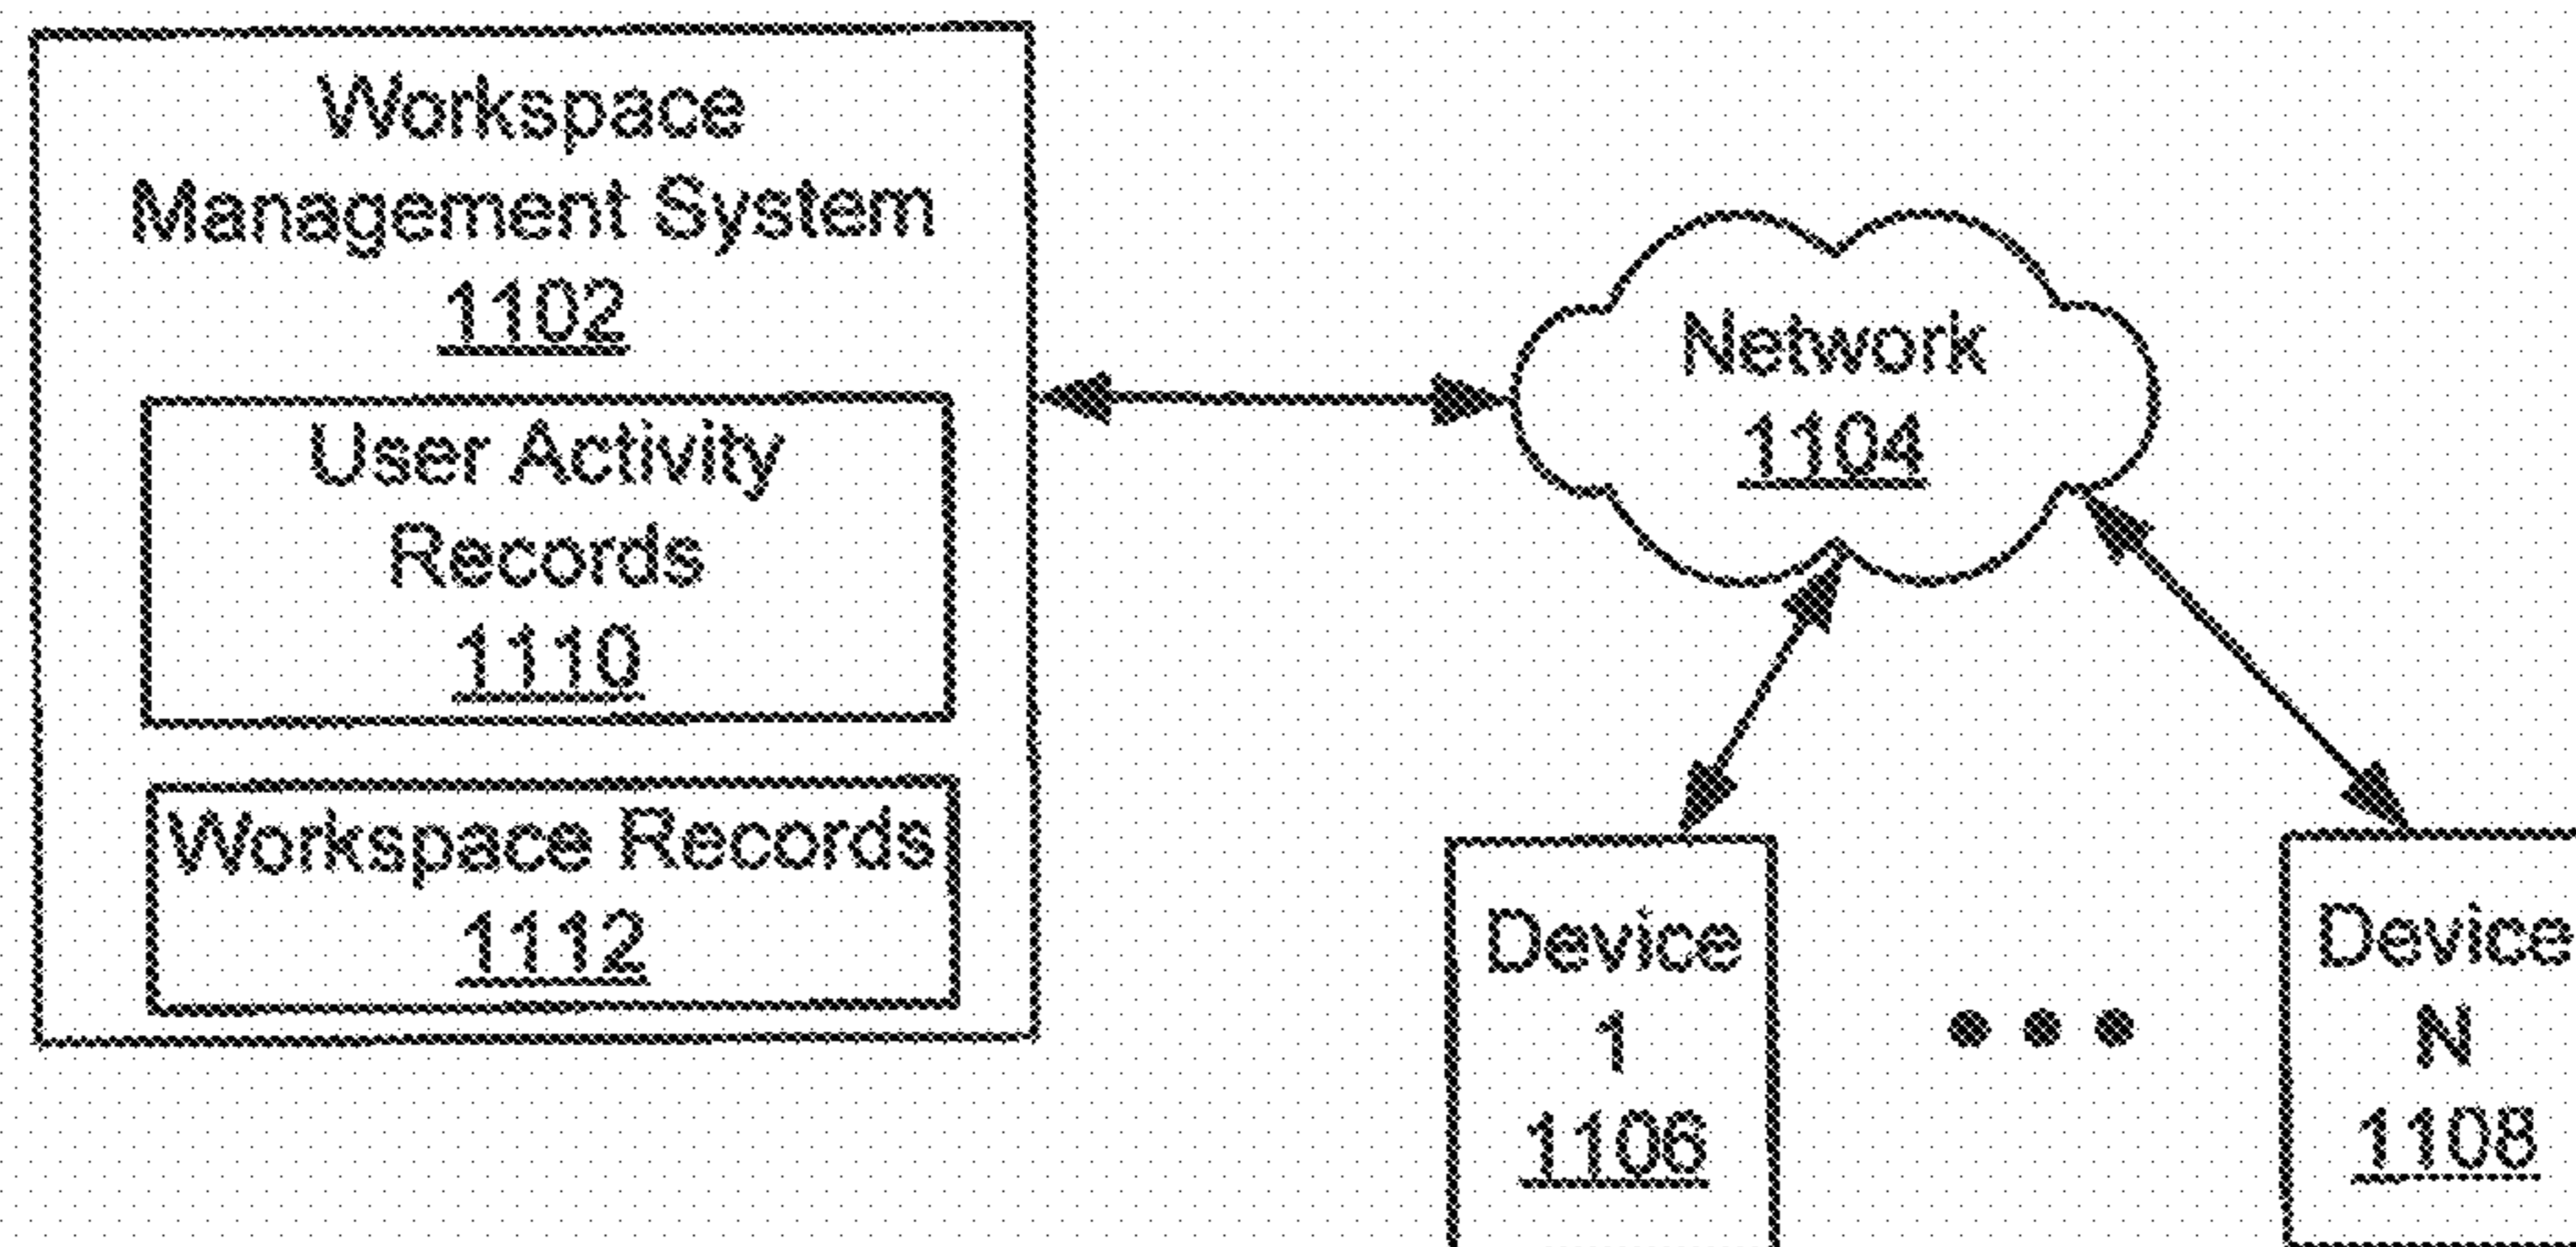 Workspace
Management System
1102
User Activity
Records
1110
Workspace Records
1112
Network
1104
Device
1
1106
Device
N
1108